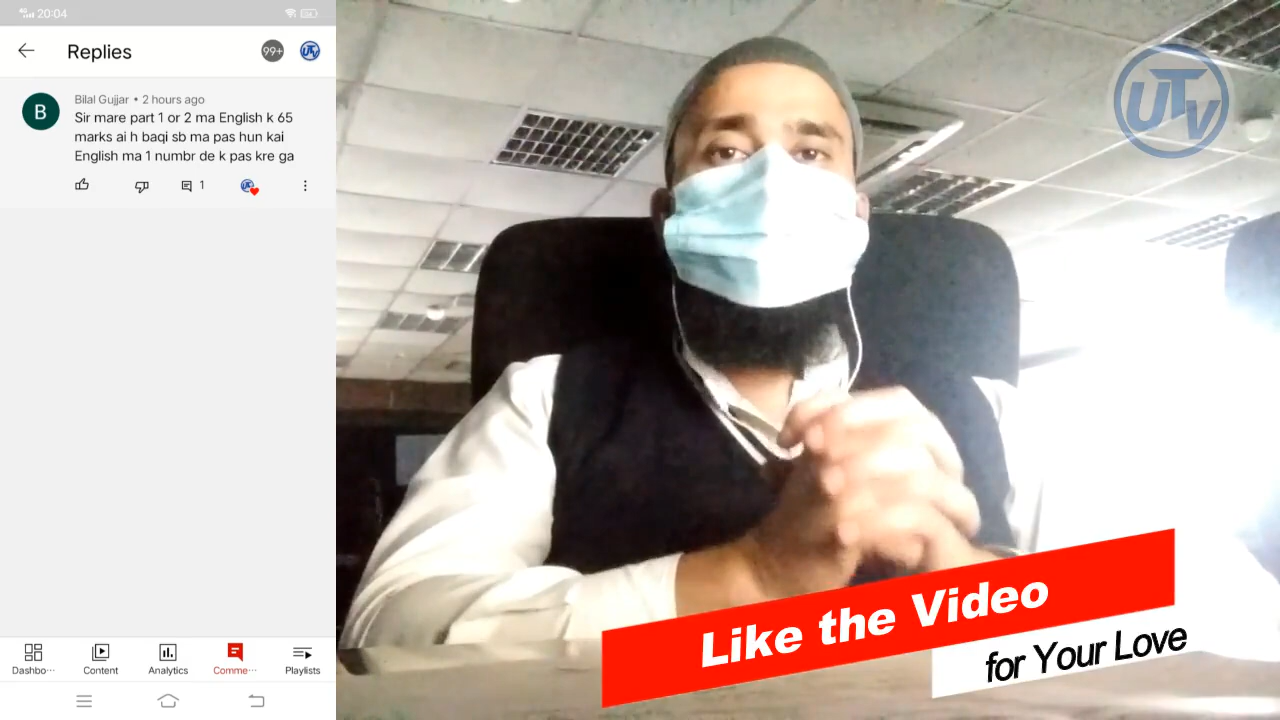 4G 20:04
Replies
99+
UTV
B
Bilal Gujjar • 2 hours ago
Sir mare part 1 or 2 ma English k 65
marks ai h baqi sb ma pas hun kai
English ma 1 numbr de k pas kre ga
1
Dashbo···
Content
Analytics
Comme···
Playlists
UTV
Like the Video
for Your Love